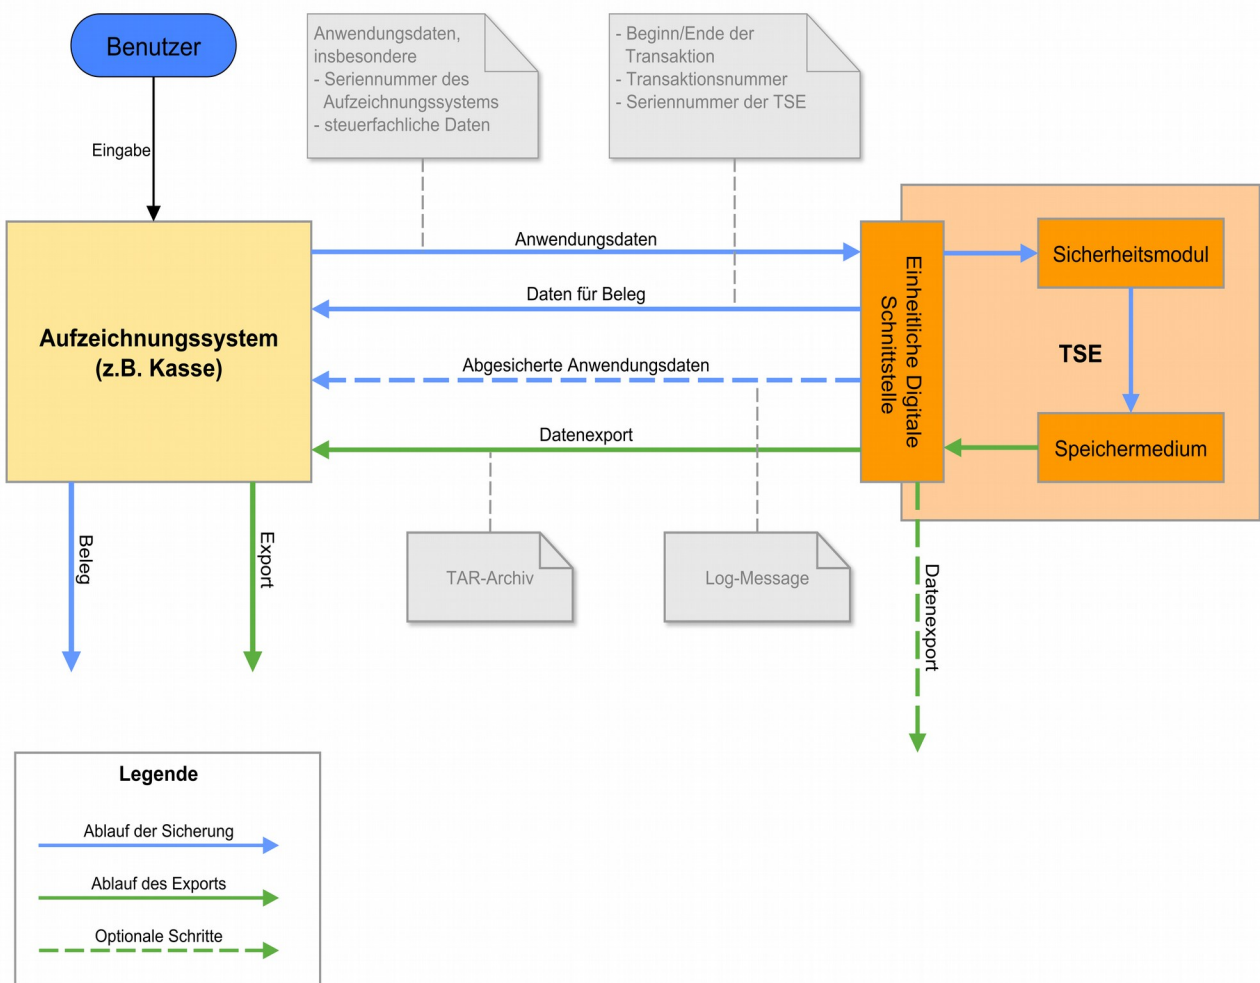 Benutzer
Eingabe
Anwendungsdaten,
insbesondere
- Seriennummer des
Aufzeichnungssystems
- steuerfachliche Daten
- Beginn/Ende der
Transaktion
- Transaktionsnummer
- Seriennummer der TSE
Aufzeichnungssystem
(z.B. Kasse)
Anwendungsdaten
Daten für Beleg
Abgesicherte Anwendungsdaten
Datenexport
Einheitliche Digitale
Schnittstelle
Sicherheitsmodul
TSE
Speichermedium
Beleg
Export
TAR-Archiv
Log-Message
Datenexport
Legende
Ablauf der Sicherung
Ablauf des Exports
Optionale Schritte